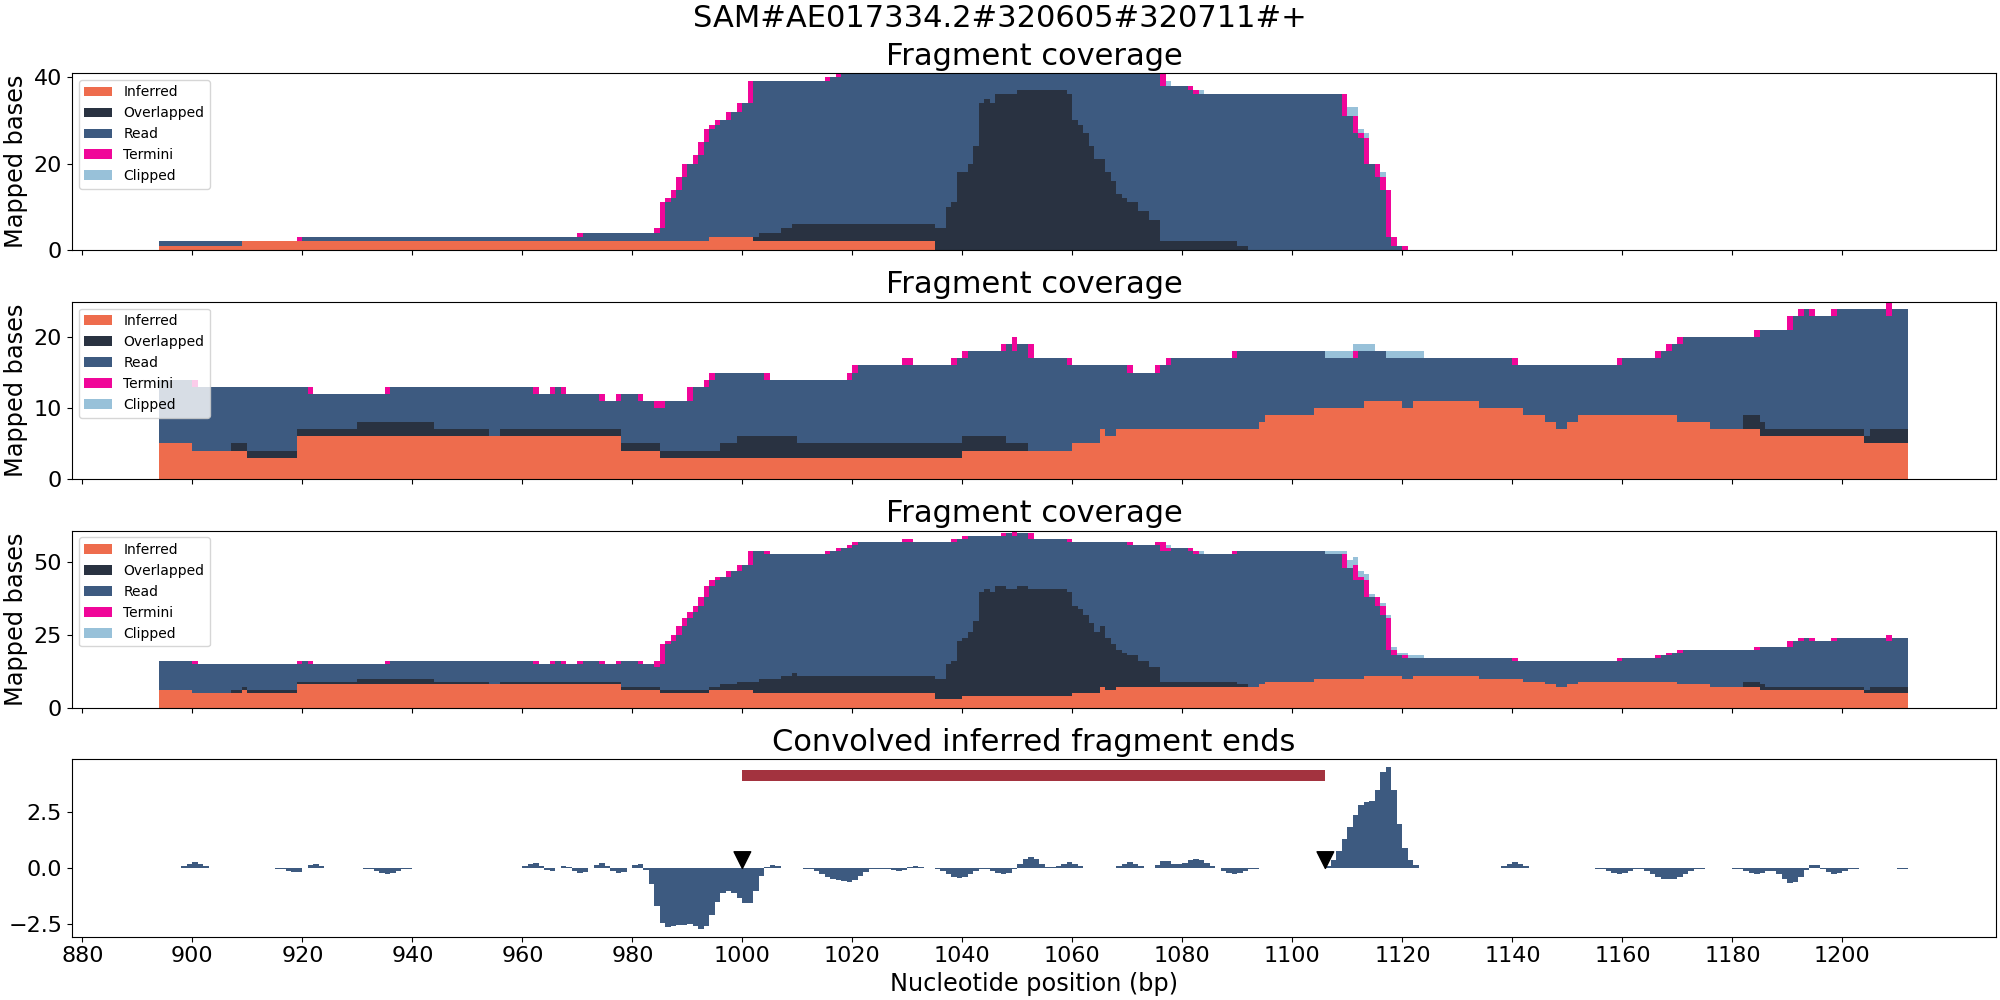 SAM#AE017334.2#320605#320711#+
Fragment coverage
Mapped bases
40
20
0
Inferred
Overlapped
Read
Termini
Clipped
Fragment coverage
Mapped bases
20
10
0
Inferred
Overlapped
Read
Termini
Clipped
Fragment coverage
Mapped bases
50
25
0
Inferred
Overlapped
Read
Termini
Clipped
Convolved inferred fragment ends
2.5
0.0
−2.5
880 900 920 940 960 980 1000 1020 1040 1060 1080 1100 1120 1140 1160 1180 1200
Nucleotide position (bp)